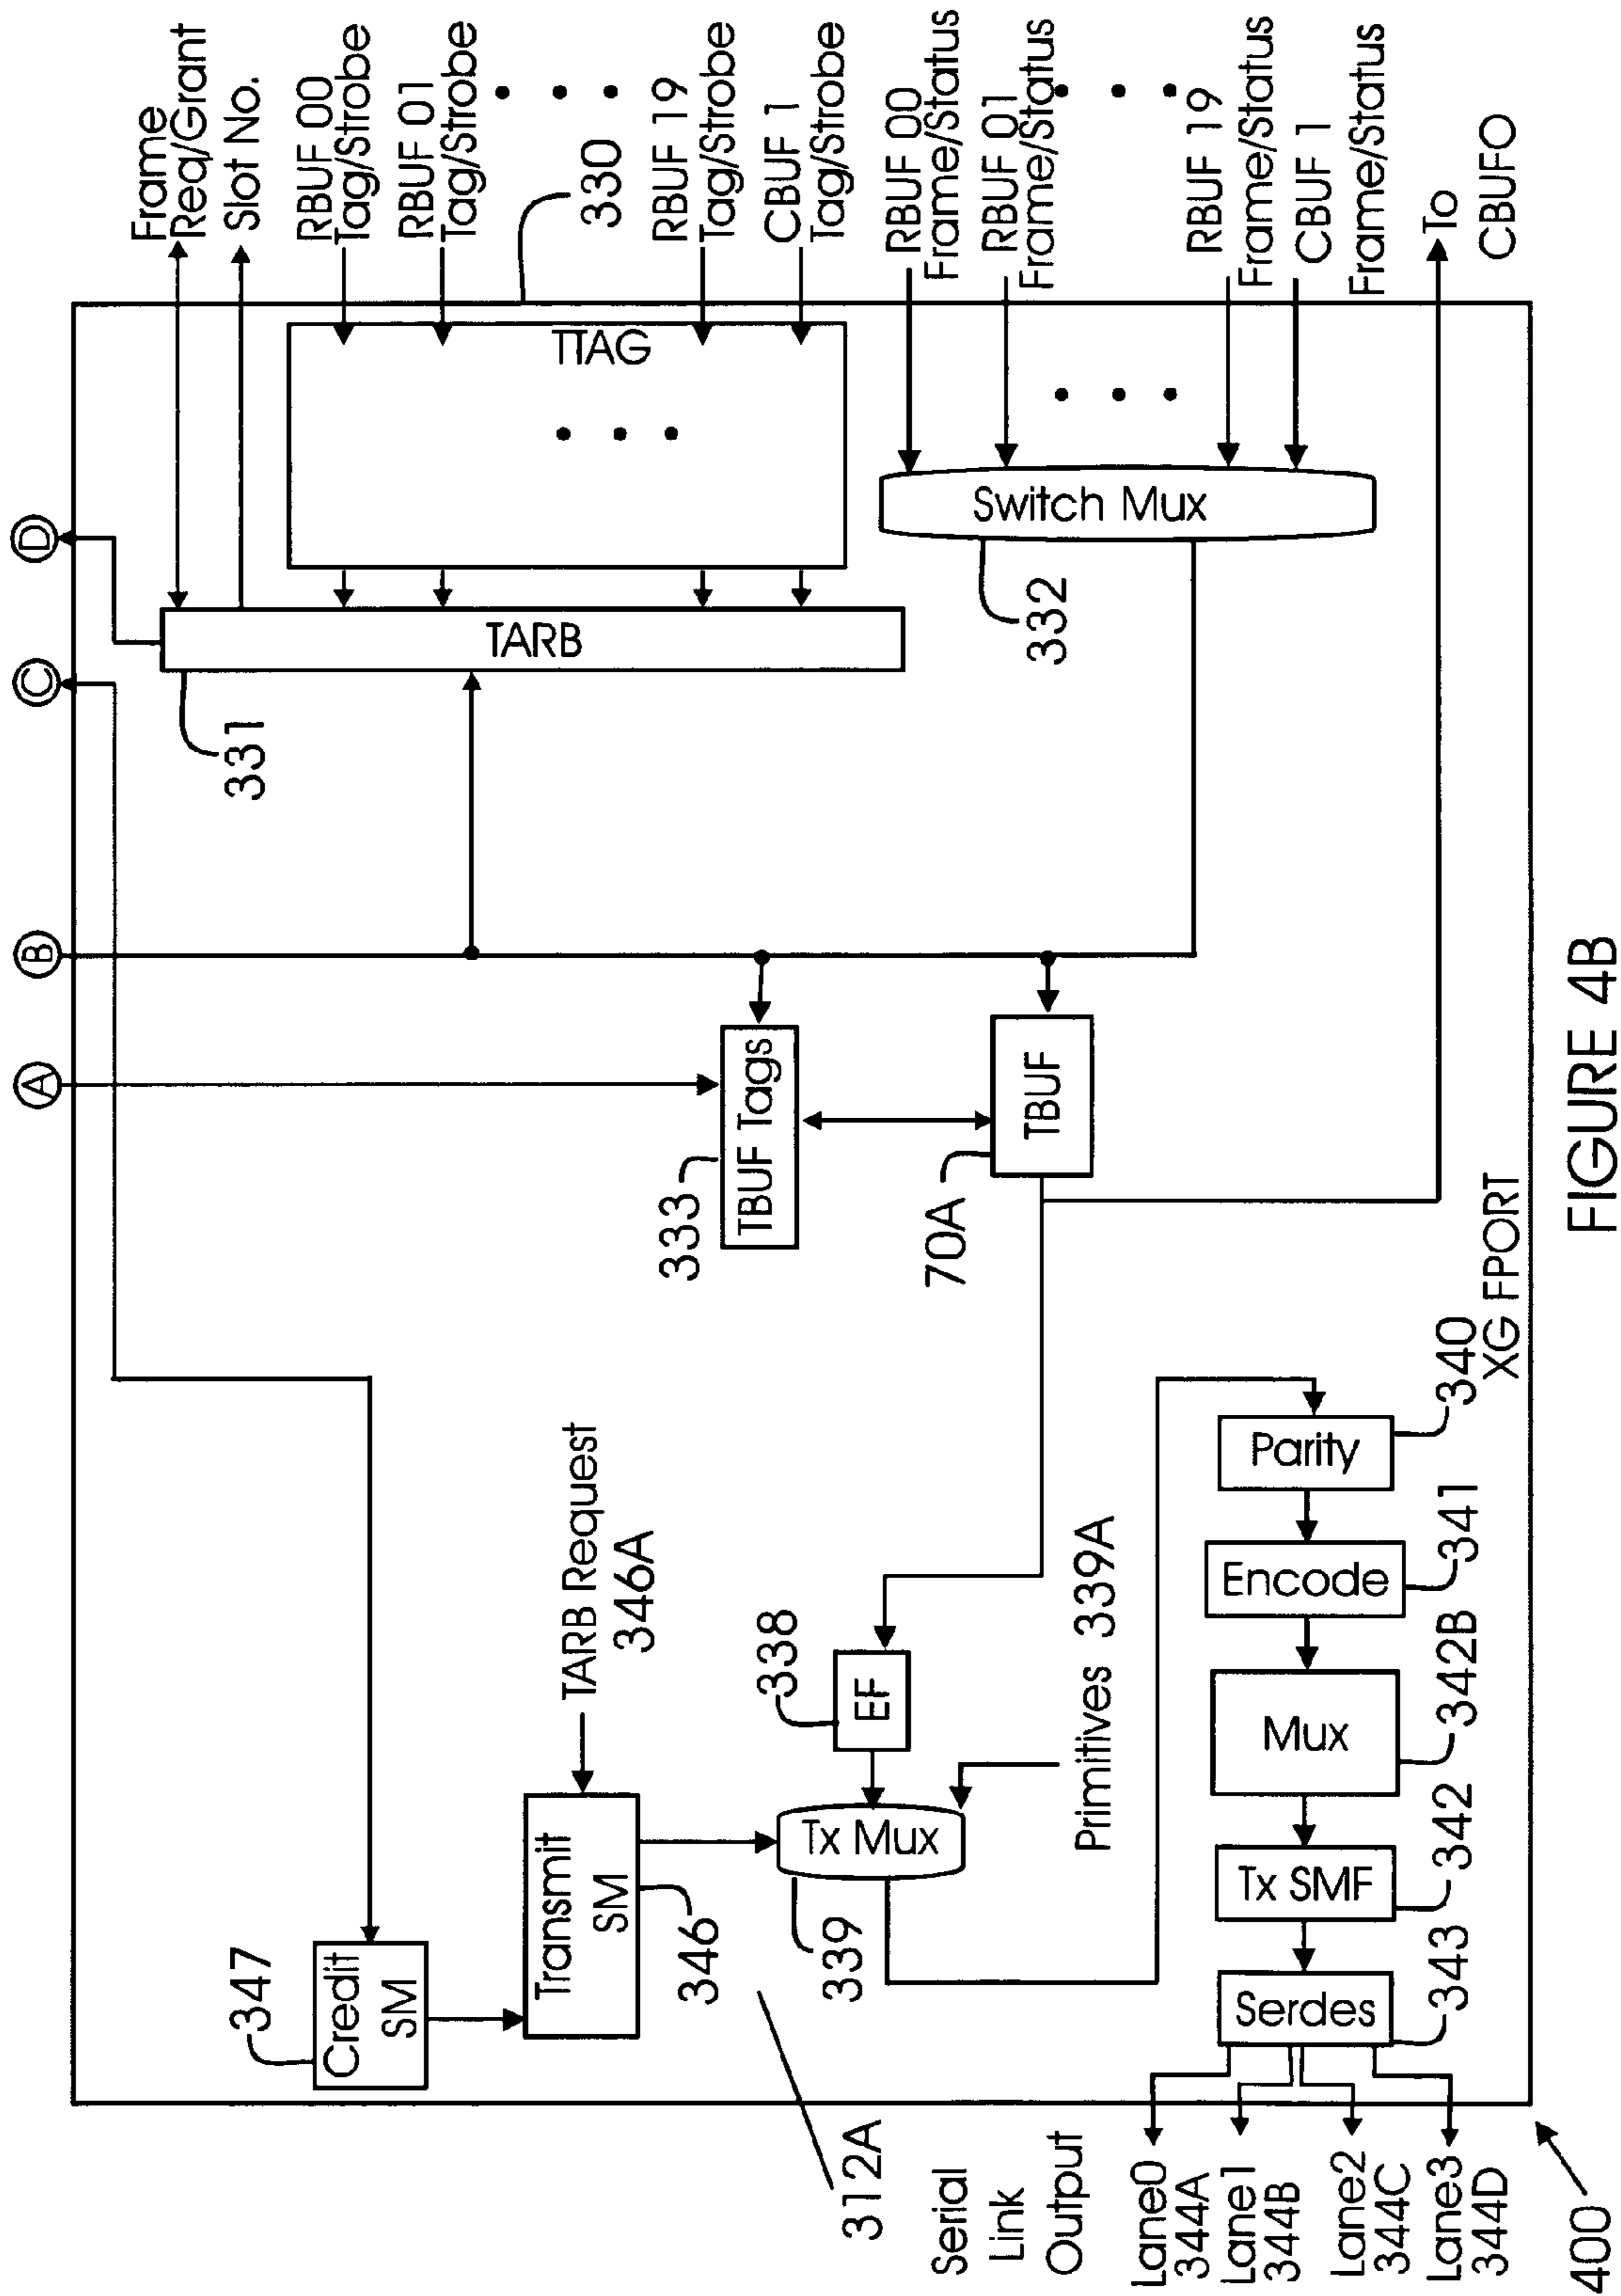 A
B
C
D
Frame
Req/Grant
Slot No.
RBUF 00
Tag/Strobe
RBUF 01
Tag/Strobe
RBUF 19
Tag/Strobe
CBUF 1
Tag/Strobe
330
RBUF 00
Frame/Status
RBUF 01
Frame/Status
RBUF 19
Frame/Status
CBUF 1
Frame/Status
To
CBUFO
TTAG
TARB
331
Switch Mux
332
TBUF Tags
333
TBUF
70A
347
Credit
SM
Transmit
SM
346
TARB Request
346A
312A
338
EF
Tx Mux
339
Primitives 339A
Parity
340
Encode
341
Mux
342B
Tx SMF
342
Serdes
343
Serial
Link
Output
Lane0
344A
Lane1
344B
Lane2
344C
Lane3
344D
XG FPORT
400
FIGURE 4B